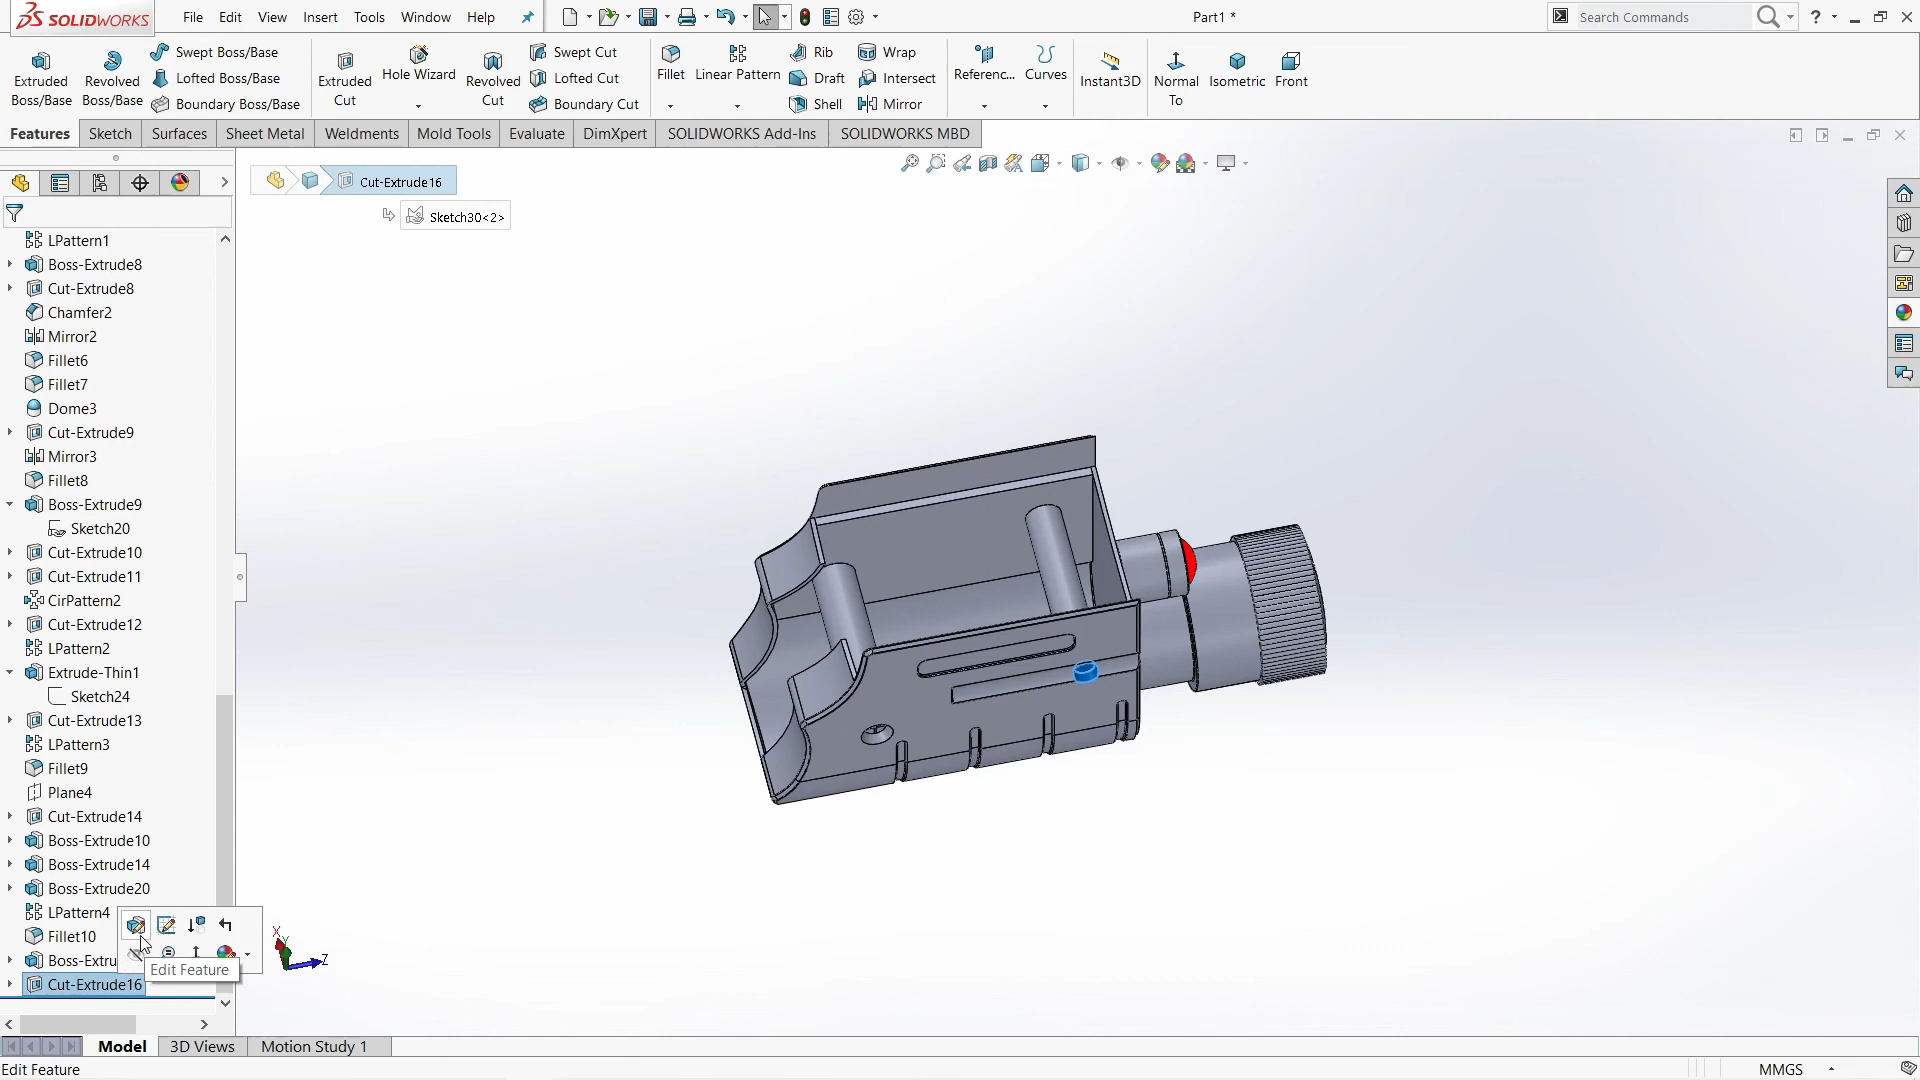 SOLIDWORKS
File Edit View Insert Tools Window Help
Part1 *
Search Commands
Extruded Boss/Base
Revolved Boss/Base
Swept Boss/Base
Lofted Boss/Base
Boundary Boss/Base
Extruded Cut
Hole Wizard
Revolved Cut
Swept Cut
Lofted Cut
Boundary Cut
Fillet
Linear Pattern
Rib
Draft
Shell
Wrap
Intersect
Mirror
Referenc...
Curves
Instant3D
Normal To
Isometric
Front
Features Sketch Surfaces Sheet Metal Weldments Mold Tools Evaluate DimXpert SOLIDWORKS Add-Ins SOLIDWORKS MBD
Cut-Extrude16
Sketch30<2>
LPattern1
Boss-Extrude8
Cut-Extrude8
Chamfer2
Mirror2
Fillet6
Fillet7
Dome3
Cut-Extrude9
Mirror3
Fillet8
Boss-Extrude9
Sketch20
Cut-Extrude10
Cut-Extrude11
CirPattern2
Cut-Extrude12
LPattern2
Extrude-Thin1
Sketch24
Cut-Extrude13
LPattern3
Fillet9
Plane4
Cut-Extrude14
Boss-Extrude10
Boss-Extrude14
Boss-Extrude20
LPattern4
Fillet10
Boss-Extru
Edit Feature
Cut-Extrude16
X
Y
Z
Model 3D Views Motion Study 1
Edit Feature
MMGS